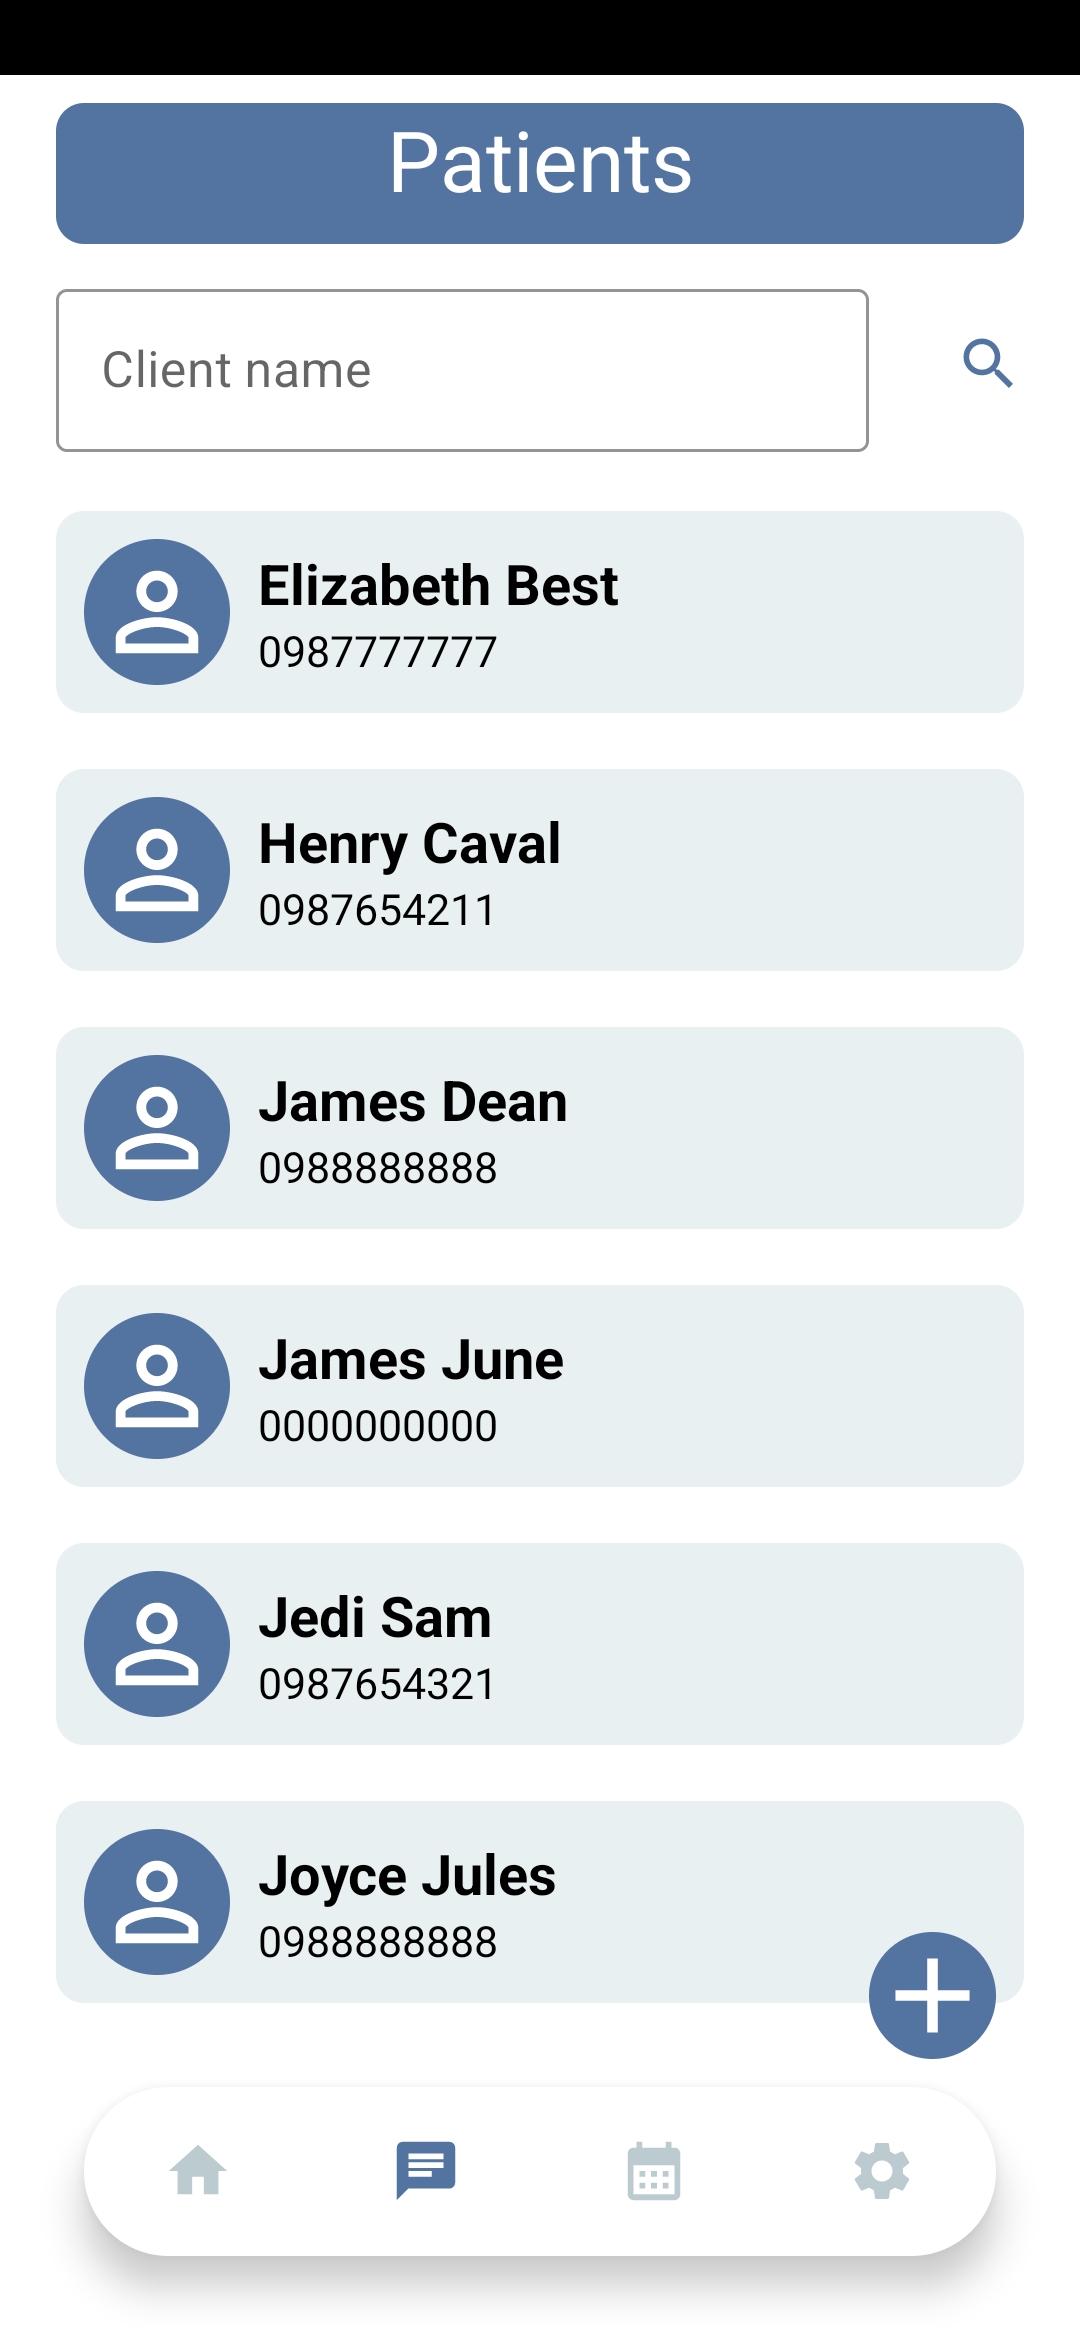 Patients
Client name
Elizabeth Best
0987777777
Henry Caval
0987654211
James Dean
0988888888
James June
0000000000
Jedi Sam
0987654321
Joyce Jules
0988888888